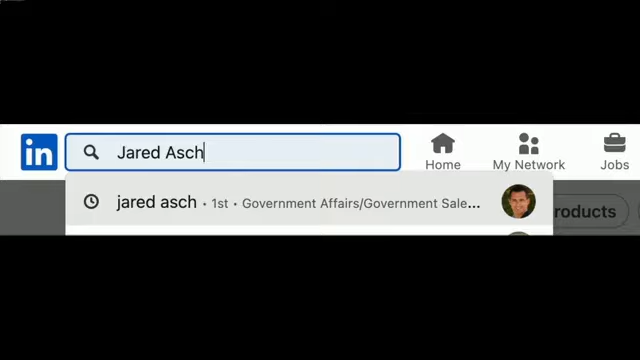 in Jared Asch Home My Network Jobs
jared asch • 1st • Government Affairs/Government Sale... roducts